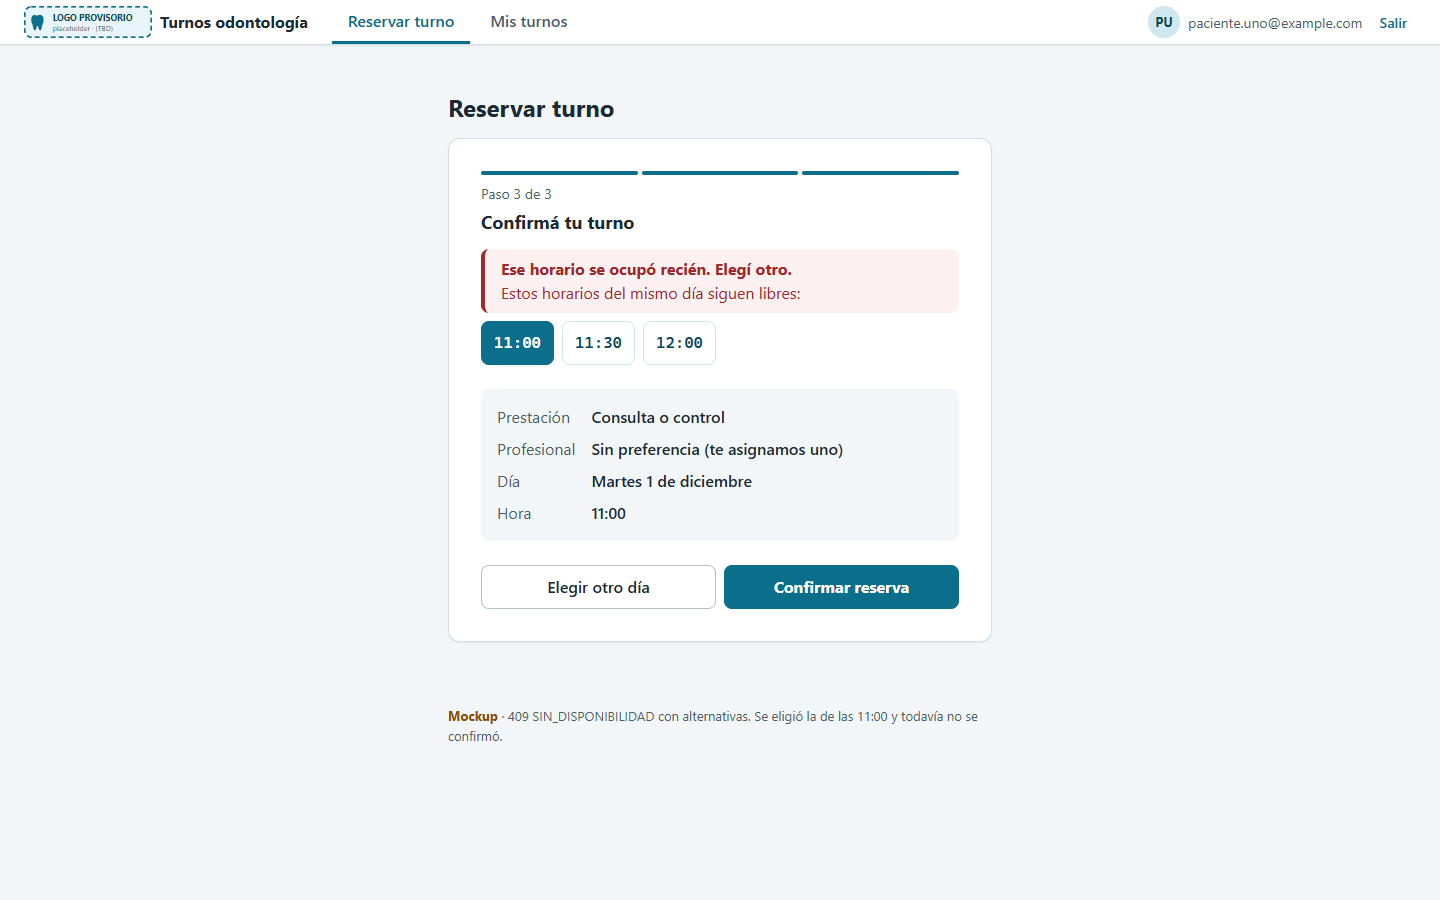 LOGO PROVISORIO
placeholder · (TBD)
Turnos odontología
Reservar turno
Mis turnos
PU
paciente.uno@example.com
Salir
Reservar turno
Paso 3 de 3
Confirmá tu turno
Ese horario se ocupó recién. Elegí otro.
Estos horarios del mismo día siguen libres:
11:00 11:30 12:00
Prestación Consulta o control
Profesional Sin preferencia (te asignamos uno)
Día Martes 1 de diciembre
Hora 11:00
Elegir otro día
Confirmar reserva
Mockup · 409 SIN_DISPONIBILIDAD con alternativas. Se eligió la de las 11:00 y todavía no se
confirmó.